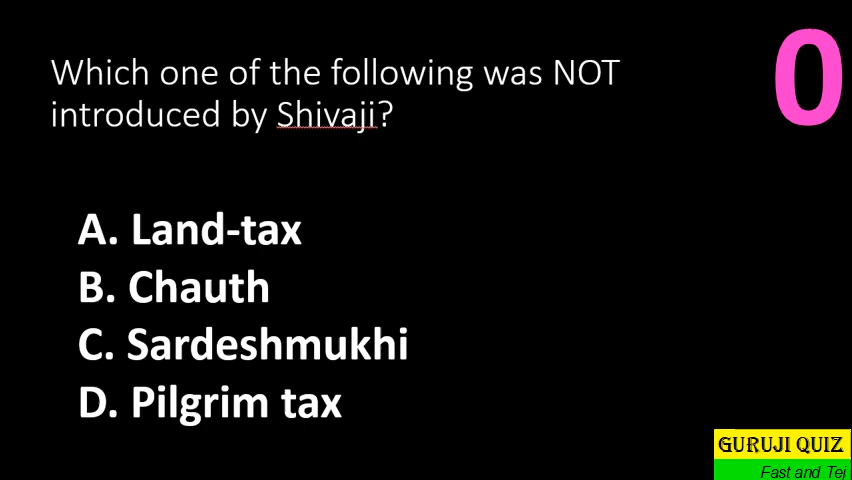 Which one of the following was NOT
introduced by Shivaji?
0
A. Land-tax
B. Chauth
C. Sardeshmukhi
D. Pilgrim tax
GURUJI QUIZ
Fast and Tej